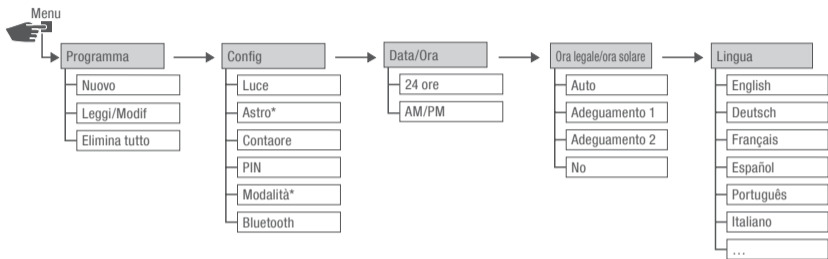 Menu
Programma
Nuovo
Leggi/Modif
Elimina tutto
Config
Luce
Astro*
Contaore
PIN
Modalità*
Bluetooth
Data/Ora
24 ore
AM/PM
Ora legale/ora solare
Auto
Adeguamento 1
Adeguamento 2
No
Lingua
English
Deutsch
Français
Español
Português
Italiano
…